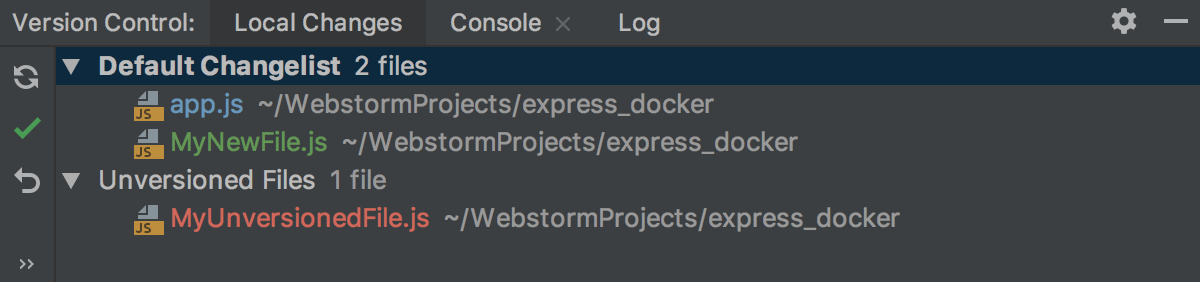 Version Control: Local Changes Console Log
Default Changelist 2 files
JS app.js ~/WebstormProjects/express_docker
JS MyNewFile.js ~/WebstormProjects/express_docker
Unversioned Files 1 file
JS MyUnversionedFile.js ~/WebstormProjects/express_docker